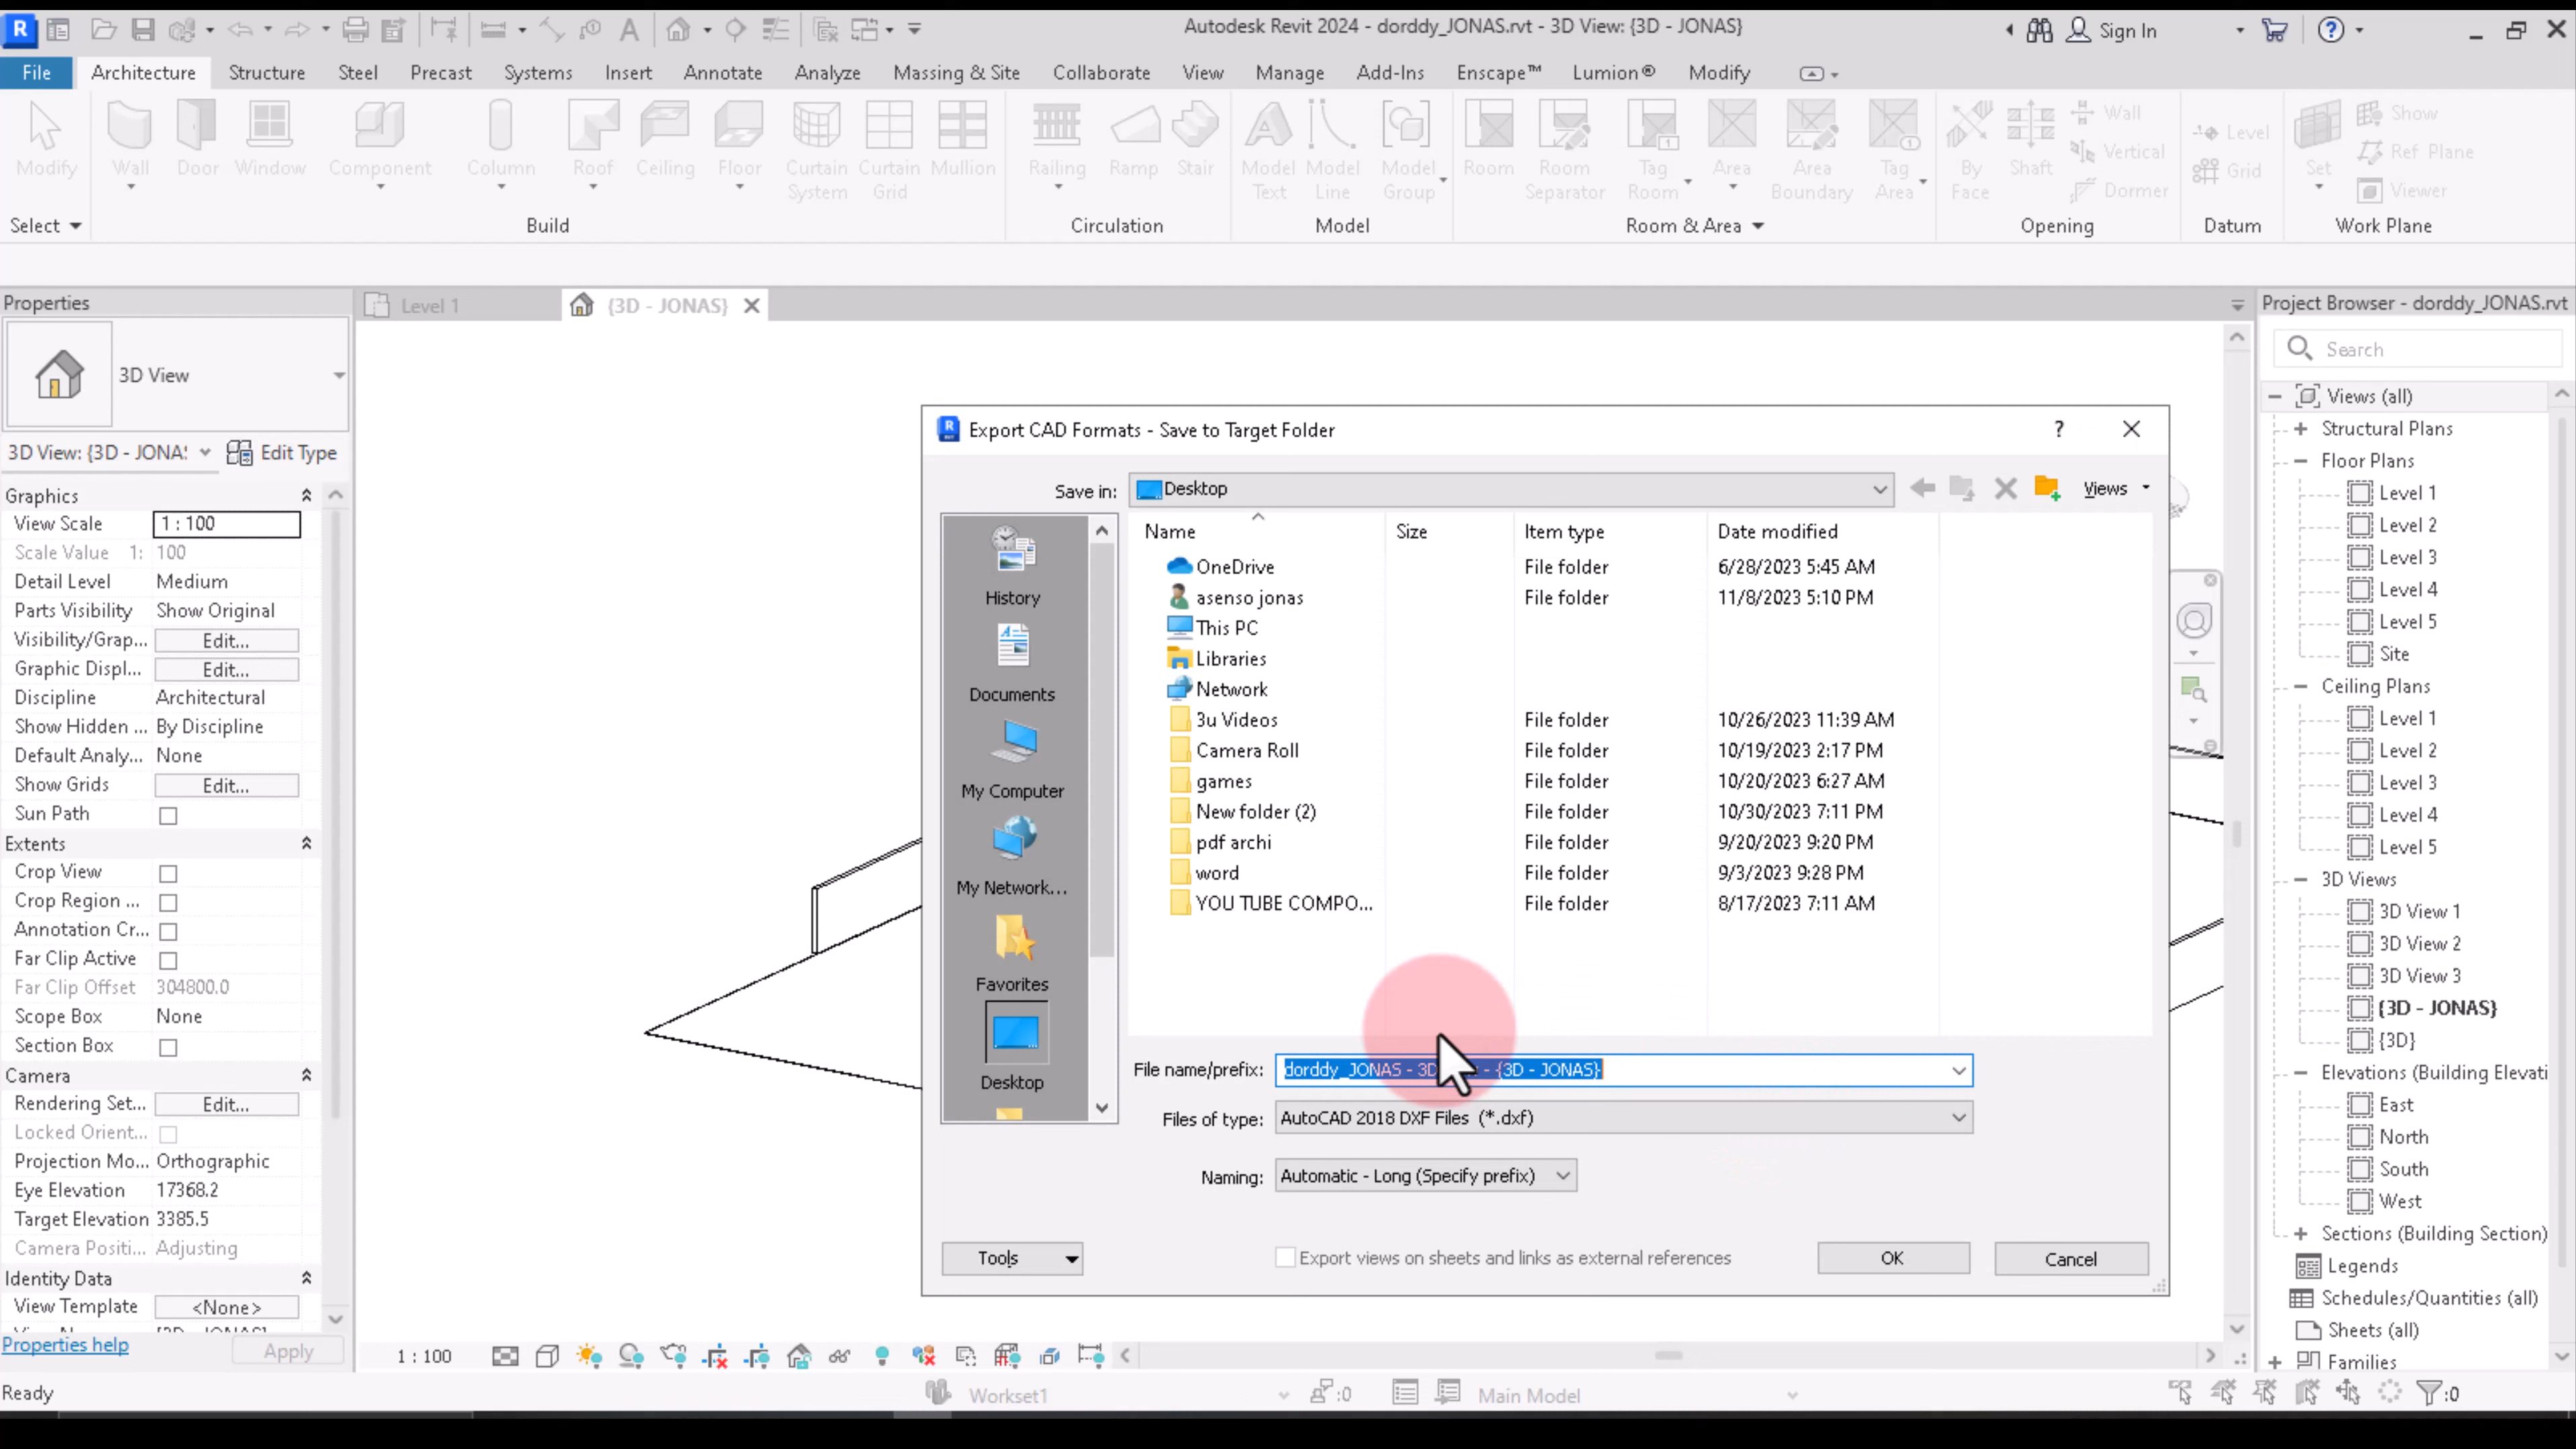 Autodesk Revit 2024 - dorddy_JONAS.rvt - 3D View: {3D - JONAS}
Sign In
File Architecture Structure Steel Precast Systems Insert Annotate Analyze Massing & Site Collaborate View Manage Add-Ins Enscape™ Lumion® Modify
Modify Wall Door Window Component Column Roof Ceiling Floor Curtain System Curtain Grid Mullion Railing Ramp Stair Model Text Model Line Model Group Room Room Separator Tag Room Area Area Boundary Tag Area By Face Shaft Wall Vertical Dormer Level Grid Set Show Ref Plane Viewer
Select Build Circulation Model Room & Area Opening Datum Work Plane
Properties
3D View
3D View: {3D - JONA Edit Type
Graphics
View Scale 1 : 100
Scale Value 1: 100
Detail Level Medium
Parts Visibility Show Original
Visibility/Grap... Edit...
Graphic Displ... Edit...
Discipline Architectural
Show Hidden ... By Discipline
Default Analy... None
Show Grids Edit...
Sun Path
Extents
Crop View
Crop Region ...
Annotation Cr...
Far Clip Active
Far Clip Offset 304800.0
Scope Box None
Section Box
Camera
Rendering Set... Edit...
Locked Orient...
Projection Mo... Orthographic
Eye Elevation 17368.2
Target Elevation 3385.5
Camera Positi... Adjusting
Identity Data
View Template <None>
Properties help Apply
Level 1 {3D - JONAS}
Export CAD Formats - Save to Target Folder
?
Save in: Desktop Views
History
Documents
My Computer
My Network...
Favorites
Desktop
Name Size Item type Date modified
OneDrive File folder 6/28/2023 5:45 AM
asenso jonas File folder 11/8/2023 5:10 PM
This PC
Libraries
Network
3u Videos File folder 10/26/2023 11:39 AM
Camera Roll File folder 10/19/2023 2:17 PM
games File folder 10/20/2023 6:27 AM
New folder (2) File folder 10/30/2023 7:11 PM
pdf archi File folder 9/20/2023 9:20 PM
word File folder 9/3/2023 9:28 PM
YOU TUBE COMPO... File folder 8/17/2023 7:11 AM
File name/prefix: dorddy_JONAS - 3D - {3D - JONAS}
Files of type: AutoCAD 2018 DXF Files (*.dxf)
Naming: Automatic - Long (Specify prefix)
Tools Export views on sheets and links as external references OK Cancel
1 : 100
Project Browser - dorddy_JONAS.rvt
Search
Views (all)
Structural Plans
Floor Plans
Level 1
Level 2
Level 3
Level 4
Level 5
Site
Ceiling Plans
Level 1
Level 2
Level 3
Level 4
Level 5
3D Views
3D View 1
3D View 2
3D View 3
{3D - JONAS}
{3D}
Elevations (Building Elevati
East
North
South
West
Sections (Building Section)
Legends
Schedules/Quantities (all)
Sheets (all)
Families
Ready Workset1 :0 Main Model :0